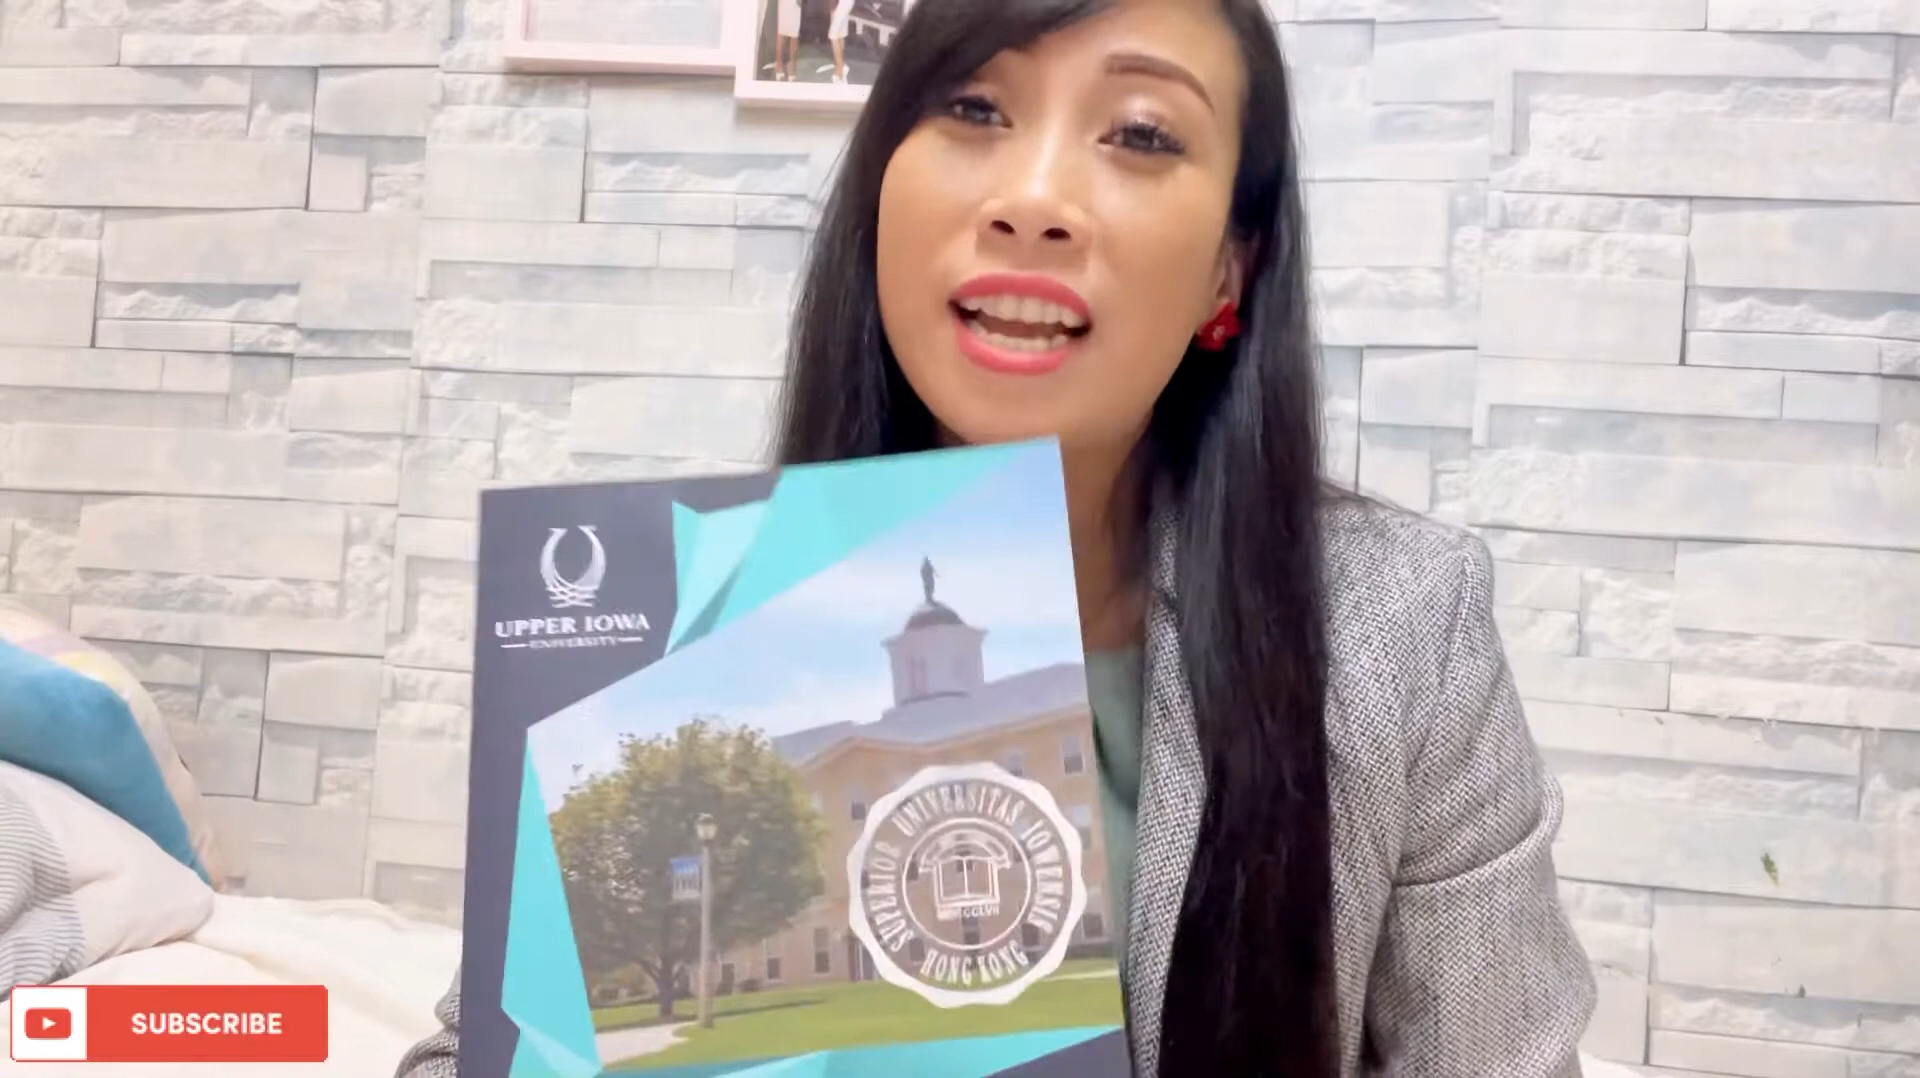 UPPER IOWA
UNIVERSITY
SUPERIOR UNIVERSITAS IOWENSIS
HONG KONG
SUBSCRIBE